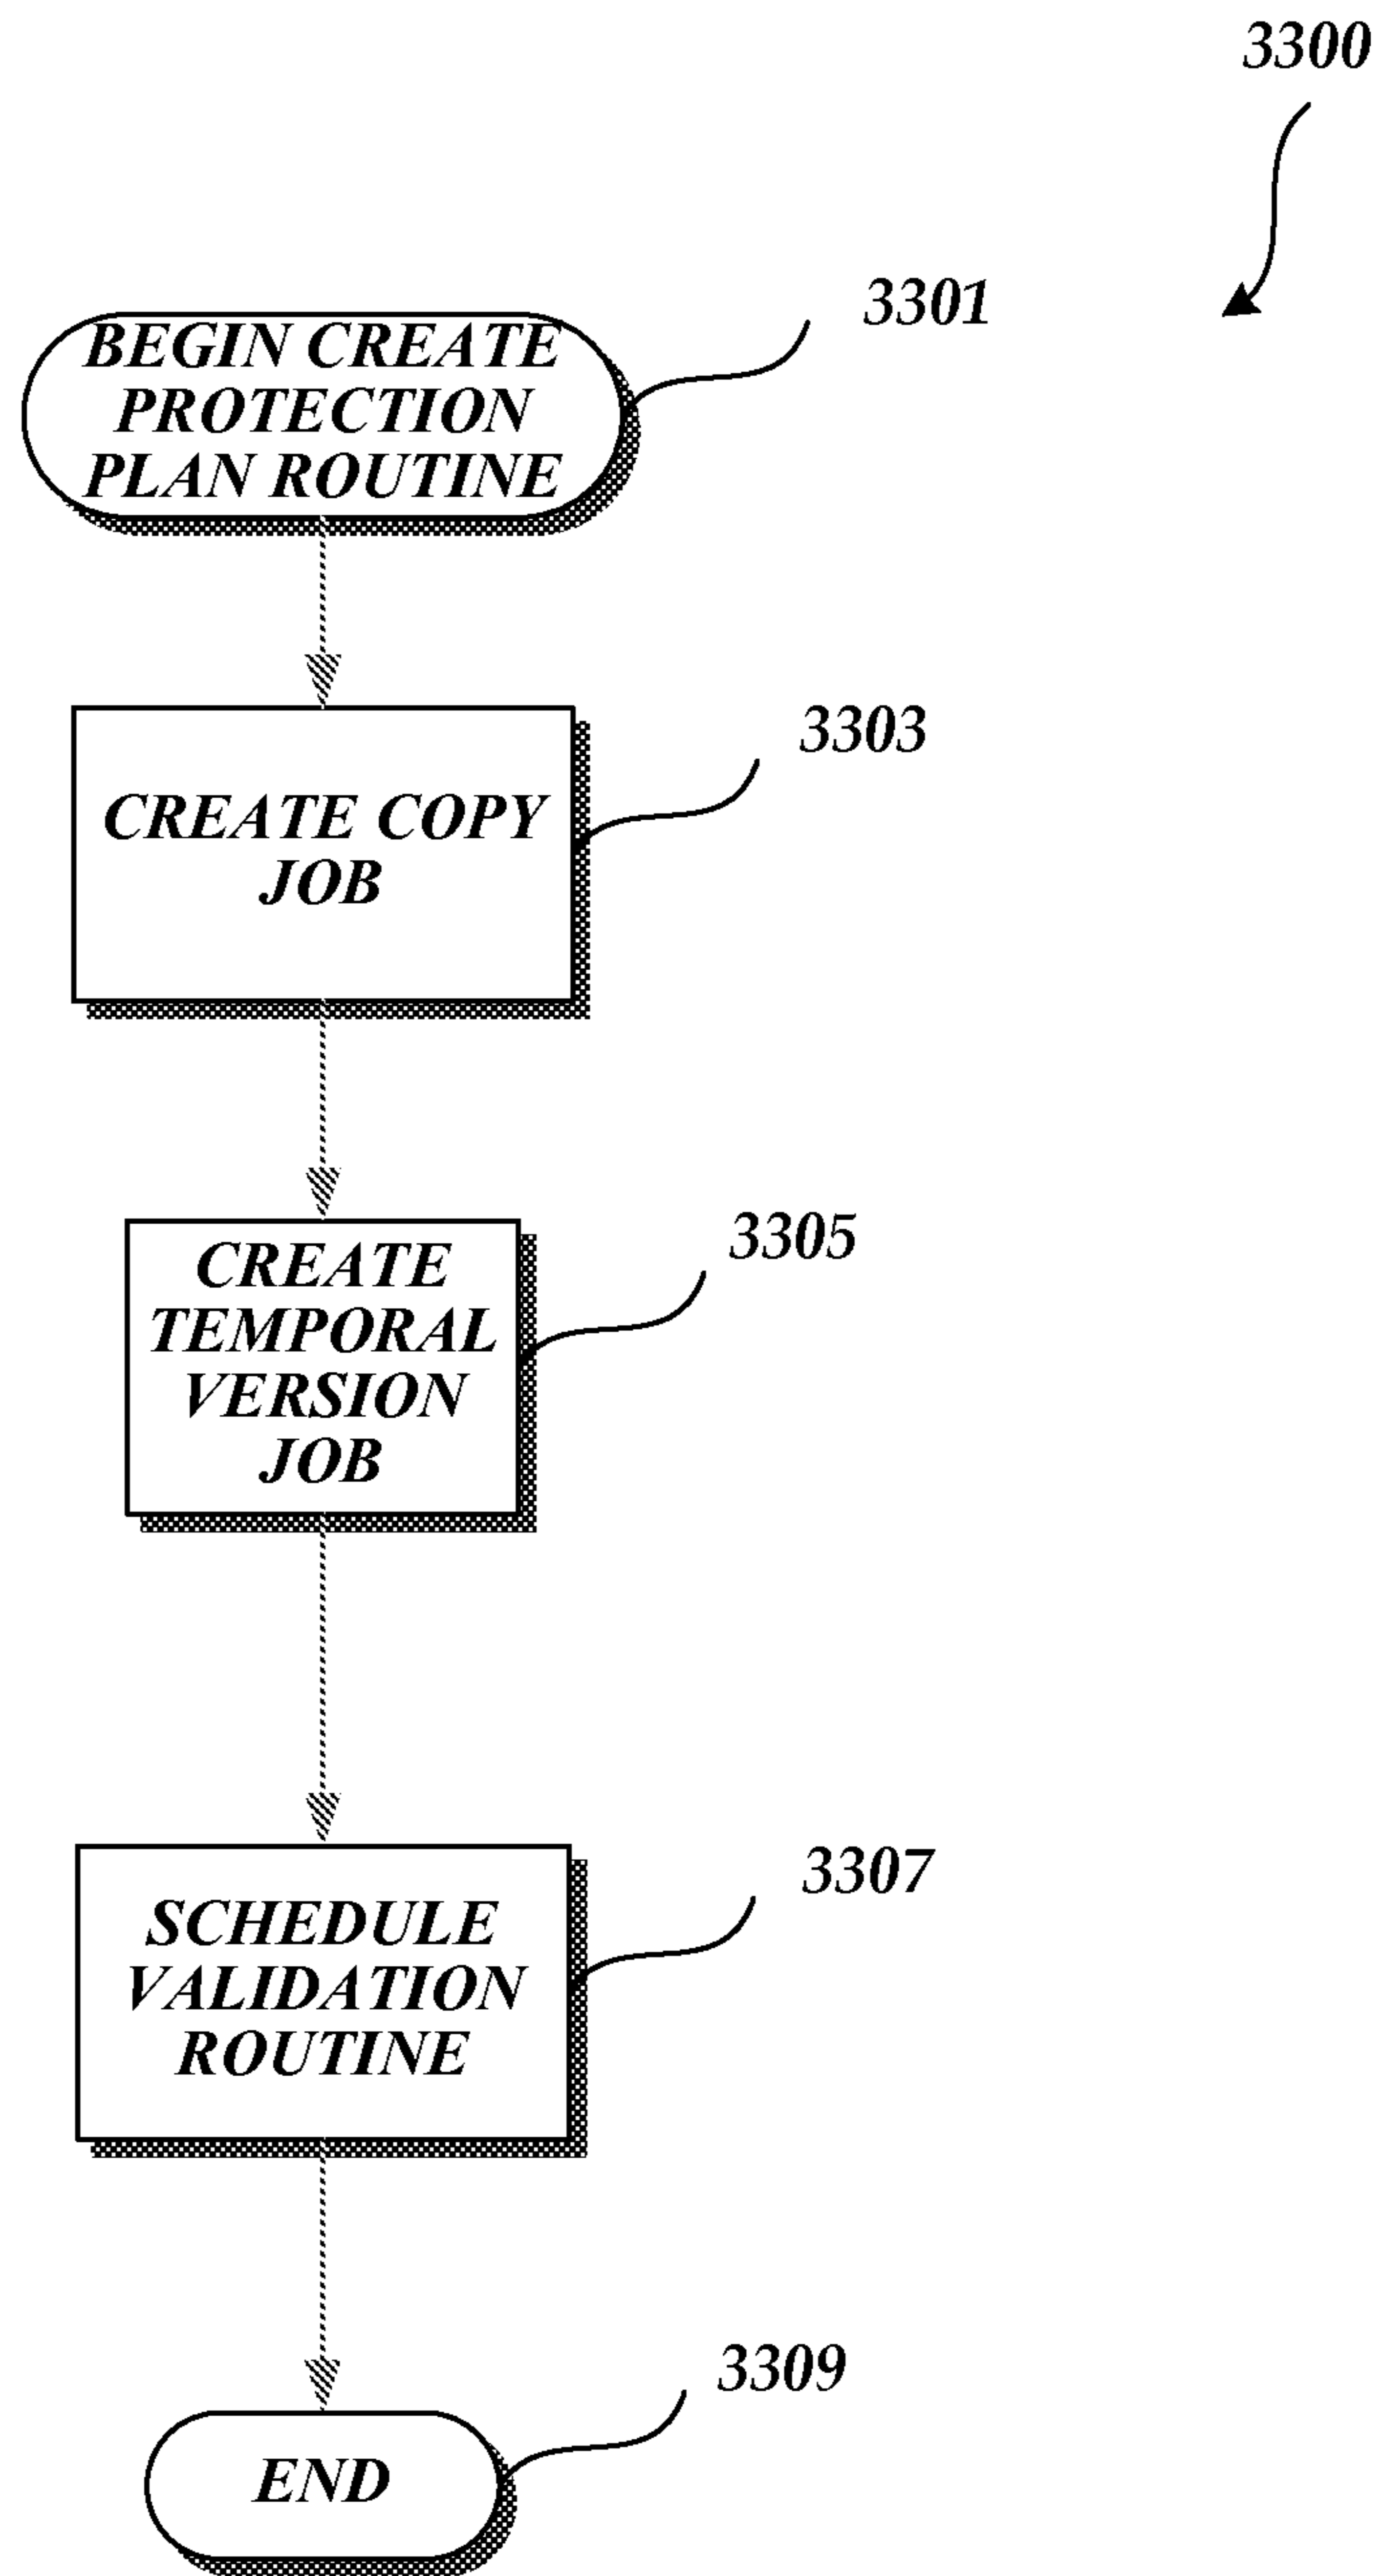 3300
3301
BEGIN CREATE
PROTECTION
PLAN ROUTINE
3303
CREATE COPY
JOB
3305
CREATE
TEMPORAL
VERSION
JOB
3307
SCHEDULE
VALIDATION
ROUTINE
3309
END